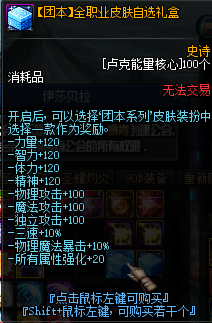 【团本】全职业皮肤自选礼盒
史诗
[卢克能量核心]100个
消耗品
无法交易
伊莎贝拉
开启后,可以选择'团本系列'皮肤装扮中
选择一款作为奖励。
-力量+120
-智力+120
-体力+120
-精神+120
-物理攻击+100
-魔法攻击+100
-独立攻击+100
-三速+10%
-物理魔法暴击+10%
-所有属性强化+20
『点击鼠标左键可购买』
『Shift+鼠标左键,可购买若干个』